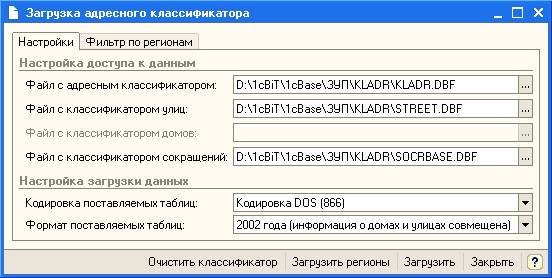 Загрузка адресного классификатора
Настройки Фильтр по регионам
Настройка доступа к данным
Файл с адресным классификатором: D:\1cBiT\1cBase\ЗУП\KLADR\KLADR.DBF ...
Файл с классификатором улиц: D:\1cBiT\1cBase\ЗУП\KLADR\STREET.DBF ...
Файл с классификатором домов: ...
Файл с классификатором сокращений: D:\1cBiT\1cBase\ЗУП\KLADR\SOCRBASE.DBF ...
Настройка загрузки данных
Кодировка поставляемых таблиц: Кодировка DOS (866)
Формат поставляемых таблиц: 2002 года (информация о домах и улицах совмещена)
Очистить классификатор Загрузить регионы Загрузить Закрыть ?